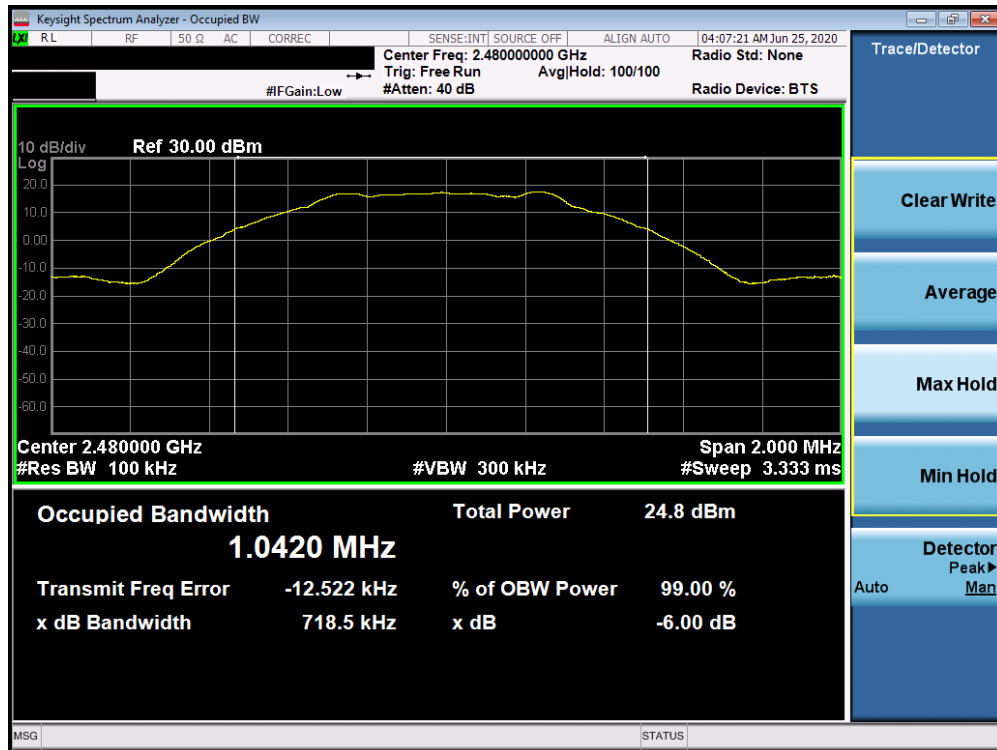 Keysight Spectrum Analyzer - Occupied BW
LXI RL RF 50 Ω AC CORREC SENSE:INT SOURCE OFF ALIGN AUTO 04:07:21 AM Jun 25, 2020
Center Freq: 2.480000000 GHz Radio Std: None
Trig: Free Run Avg|Hold: 100/100
#IFGain:Low #Atten: 40 dB Radio Device: BTS
10 dB/div Ref 30.00 dBm
Log
20.0
10.0
0.00
-10.0
-20.0
-30.0
-40.0
-50.0
-60.0
Center 2.480000 GHz Span 2.000 MHz
#Res BW 100 kHz #VBW 300 kHz #Sweep 3.333 ms
Occupied Bandwidth Total Power 24.8 dBm
1.0420 MHz
Transmit Freq Error -12.522 kHz % of OBW Power 99.00 %
x dB Bandwidth 718.5 kHz x dB -6.00 dB
Trace/Detector
Clear Write
Average
Max Hold
Min Hold
Detector
Peak
Auto Man
MSG STATUS